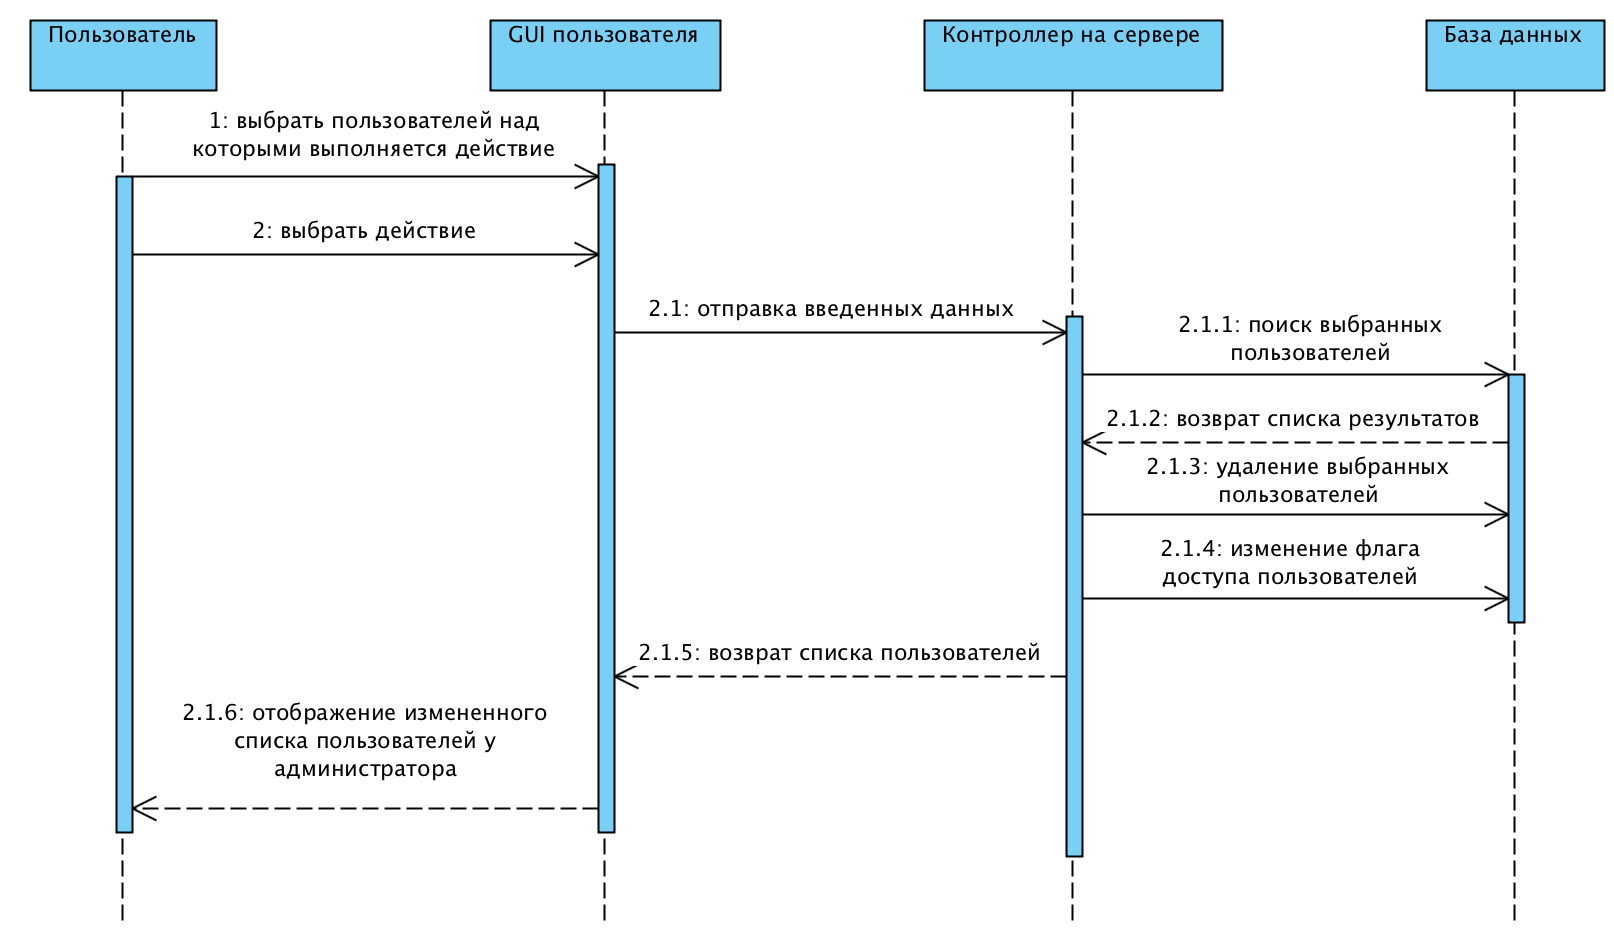 Пользователь
GUI пользователя
Контроллер на сервере
База данных
1: выбрать пользователей над
которыми выполняется действие
2: выбрать действие
2.1: отправка введенных данных
2.1.1: поиск выбранных
пользователей
2.1.2: возврат списка результатов
2.1.3: удаление выбранных
пользователей
2.1.4: изменение флага
доступа пользователей
2.1.5: возврат списка пользователей
2.1.6: отображение измененного
списка пользователей у
администратора